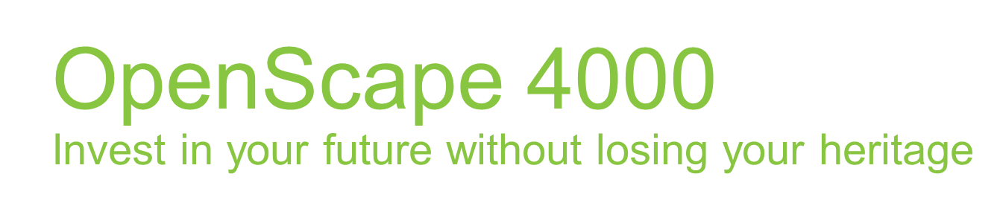 OpenScape 4000
Invest in your future without losing your heritage